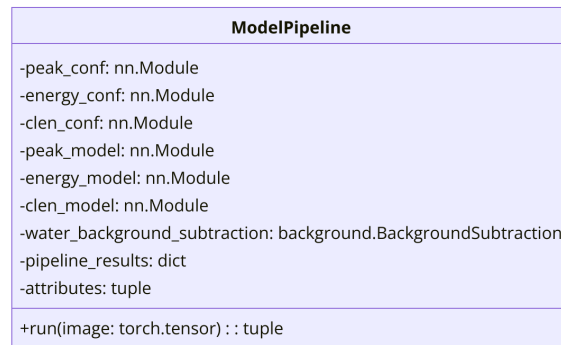 ModelPipeline
-peak_conf: nn.Module
-energy_conf: nn.Module
-clen_conf: nn.Module
-peak_model: nn.Module
-energy_model: nn.Module
-clen_model: nn.Module
-water_background_subtraction: background.BackgroundSubtraction
-pipeline_results: dict
-attributes: tuple
+run(image: torch.tensor) : : tuple